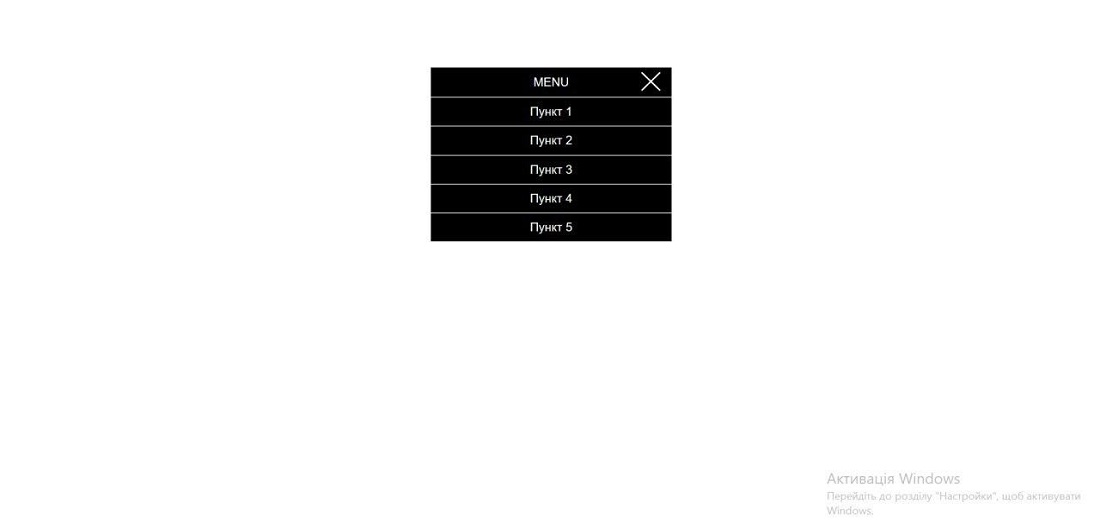 MENU
Пункт 1
Пункт 2
Пункт 3
Пункт 4
Пункт 5
Активація Windows
Перейдіть до розділу "Настройки", щоб активувати
Windows.